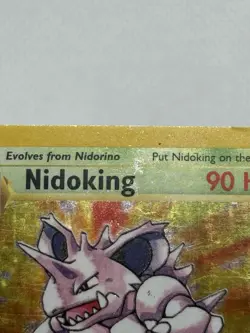 Evolves from Nidorino Put Nidoking on the
Nidoking 90 H